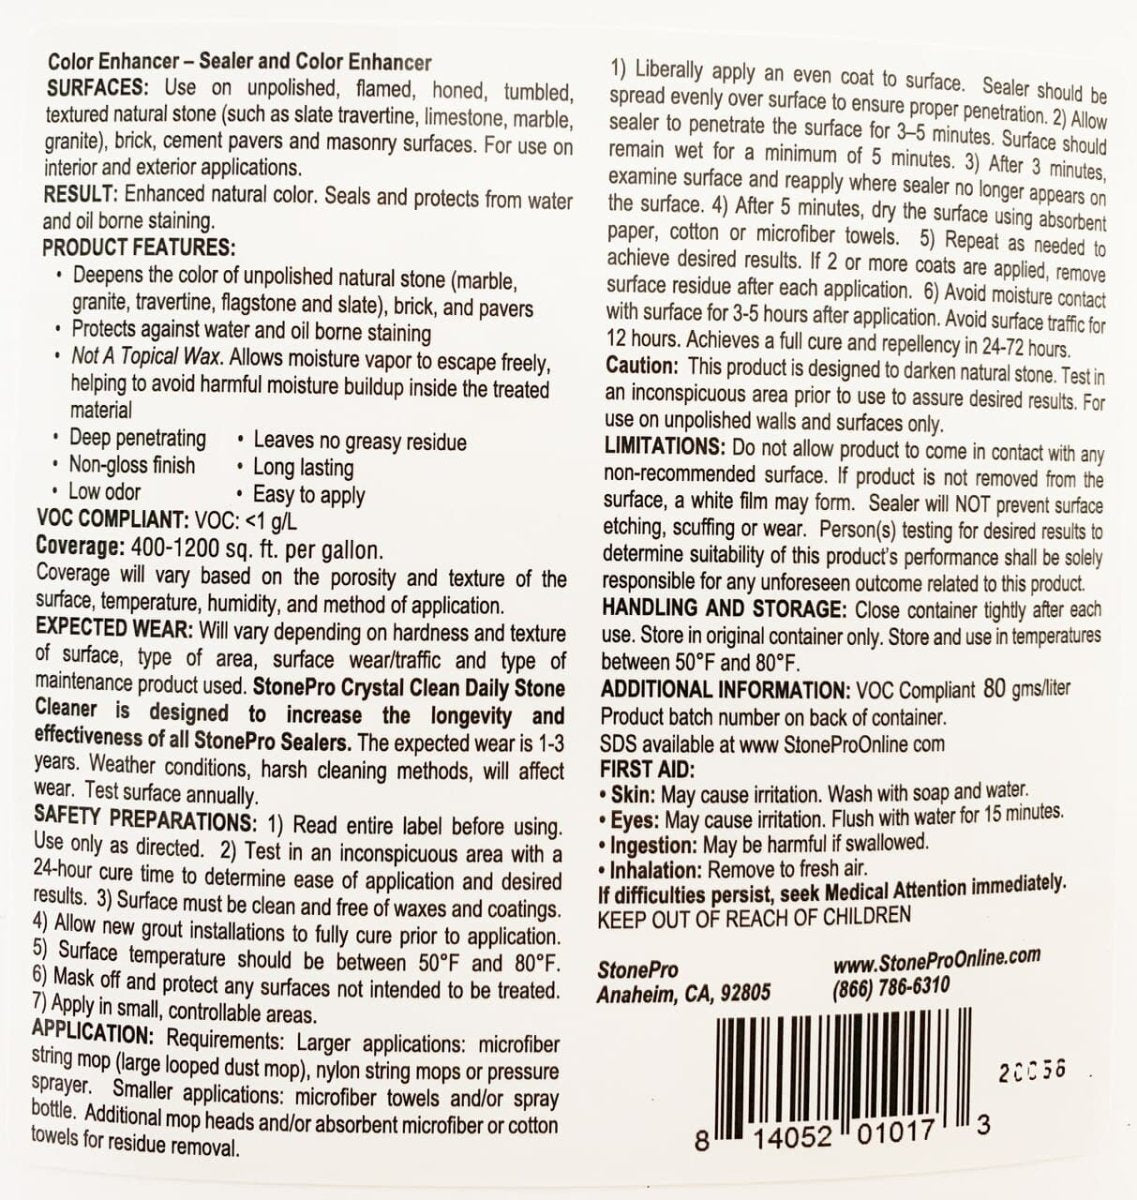 Color Enhancer – Sealer and Color Enhancer
SURFACES: Use on unpolished, flamed, honed, tumbled,
textured natural stone (such as slate travertine, limestone, marble,
granite), brick, cement pavers and masonry surfaces. For use on
interior and exterior applications.
RESULT: Enhanced natural color. Seals and protects from water
and oil borne staining.
PRODUCT FEATURES:
• Deepens the color of unpolished natural stone (marble,
granite, travertine, flagstone and slate), brick, and pavers
• Protects against water and oil borne staining
• Not A Topical Wax. Allows moisture vapor to escape freely,
helping to avoid harmful moisture buildup inside the treated
material
• Deep penetrating • Leaves no greasy residue
• Non-gloss finish • Long lasting
• Low odor • Easy to apply
VOC COMPLIANT: VOC: <1 g/L
Coverage: 400-1200 sq. ft. per gallon.
Coverage will vary based on the porosity and texture of the
surface, temperature, humidity, and method of application.
EXPECTED WEAR: Will vary depending on hardness and texture
of surface, type of area, surface wear/traffic and type of
maintenance product used. StonePro Crystal Clean Daily Stone
Cleaner is designed to increase the longevity and
effectiveness of all StonePro Sealers. The expected wear is 1-3
years. Weather conditions, harsh cleaning methods, will affect
wear. Test surface annually.
SAFETY PREPARATIONS: 1) Read entire label before using.
Use only as directed. 2) Test in an inconspicuous area with a
24-hour cure time to determine ease of application and desired
results. 3) Surface must be clean and free of waxes and coatings.
4) Allow new grout installations to fully cure prior to application.
5) Surface temperature should be between 50°F and 80°F.
6) Mask off and protect any surfaces not intended to be treated.
7) Apply in small, controllable areas.
APPLICATION: Requirements: Larger applications: microfiber
string mop (large looped dust mop), nylon string mops or pressure
sprayer. Smaller applications: microfiber towels and/or spray
bottle. Additional mop heads and/or absorbent microfiber or cotton
towels for residue removal.
1) Liberally apply an even coat to surface. Sealer should be
spread evenly over surface to ensure proper penetration. 2) Allow
sealer to penetrate the surface for 3–5 minutes. Surface should
remain wet for a minimum of 5 minutes. 3) After 3 minutes,
examine surface and reapply where sealer no longer appears on
the surface. 4) After 5 minutes, dry the surface using absorbent
paper, cotton or microfiber towels. 5) Repeat as needed to
achieve desired results. If 2 or more coats are applied, remove
surface residue after each application. 6) Avoid moisture contact
with surface for 3-5 hours after application. Avoid surface traffic for
12 hours. Achieves a full cure and repellency in 24-72 hours.
Caution: This product is designed to darken natural stone. Test in
an inconspicuous area prior to use to assure desired results. For
use on unpolished walls and surfaces only.
LIMITATIONS: Do not allow product to come in contact with any
non-recommended surface. If product is not removed from the
surface, a white film may form. Sealer will NOT prevent surface
etching, scuffing or wear. Person(s) testing for desired results to
determine suitability of this product's performance shall be solely
responsible for any unforeseen outcome related to this product.
HANDLING AND STORAGE: Close container tightly after each
use. Store in original container only. Store and use in temperatures
between 50°F and 80°F.
ADDITIONAL INFORMATION: VOC Compliant 80 gms/liter
Product batch number on back of container.
SDS available at www StoneProOnline com
FIRST AID:
• Skin: May cause irritation. Wash with soap and water.
• Eyes: May cause irritation. Flush with water for 15 minutes.
• Ingestion: May be harmful if swallowed.
• Inhalation: Remove to fresh air.
If difficulties persist, seek Medical Attention immediately.
KEEP OUT OF REACH OF CHILDREN
StonePro www.StoneProOnline.com
Anaheim, CA, 92805 (866) 786-6310
8 14052 01017 3